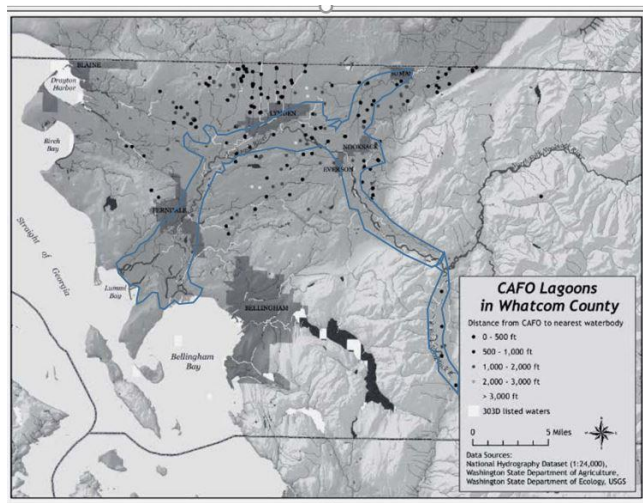 BLAINE
Drayton
Harbor
SUMAS
Birch
Bay
LYNDEN
NOOKSACK
EVERSON
FERNDALE
Straight of Georgia
Lummi
Bay
BELLINGHAM
Bellingham
Bay
CAFO Lagoons
in Whatcom County
Distance from CAFO to nearest waterbody
0 - 500 ft
500 - 1,000 ft
1,000 - 2,000 ft
2,000 - 3,000 ft
> 3,000 ft
303D listed waters
0 5 Miles
Data Sources:
National Hydrography Dataset (1:24,000),
Washington State Department of Agriculture,
Washington State Department of Ecology, USGS